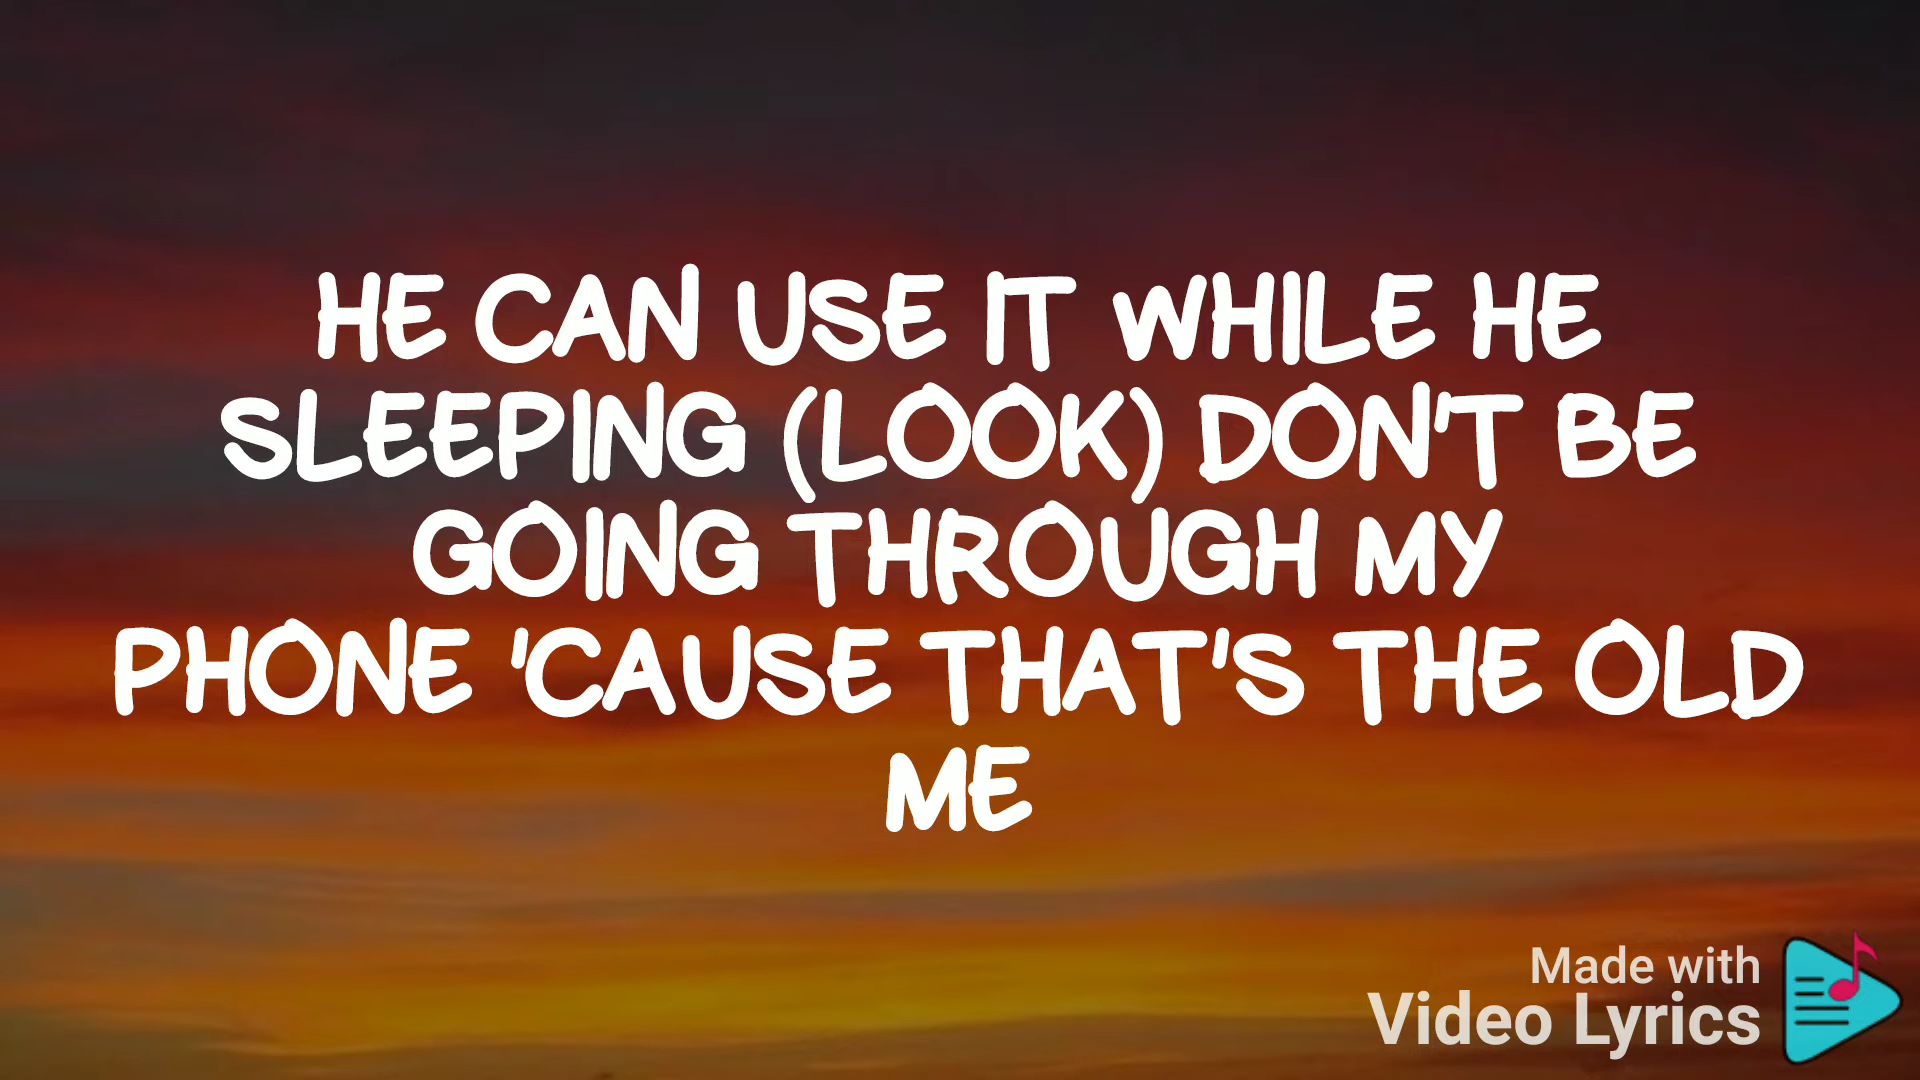 HE CAN USE IT WHILE HE
SLEEPING (LOOK) DON'T BE
GOING THROUGH MY
PHONE 'CAUSE THAT'S THE OLD
ME
Made with
Video Lyrics